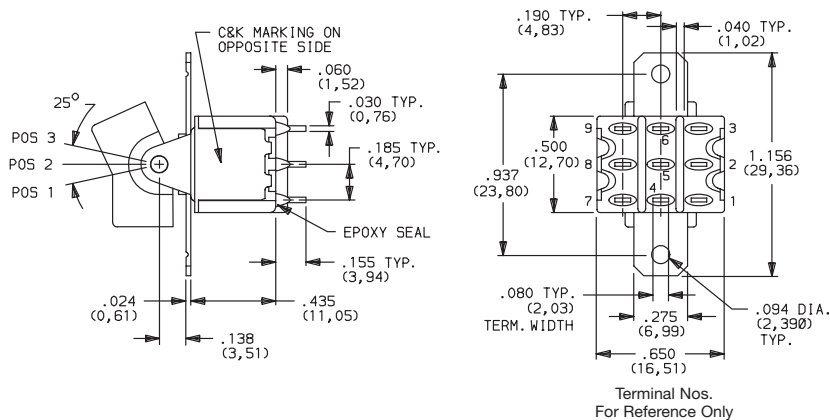 C&K MARKING ON
OPPOSITE SIDE
.060
(1,52)
.030 TYP.
(0,76)
.185 TYP.
(4,70)
25°
POS 3
POS 2
POS 1
EPOXY SEAL
.155 TYP.
(3,94)
.024
(0,61)
.435
(11,05)
.138
(3,51)
.190 TYP.
(4,83)
.040 TYP.
(1,02)
9
3
6
.500
(12,70)
8
2
5
1.156
(29,36)
.937
(23,80)
4
7
1
.080 TYP.
(2,03)
TERM. WIDTH
.275
(6,99)
.094 DIA.
(2,390)
TYP.
.650
(16,51)
Terminal Nos.
For Reference Only